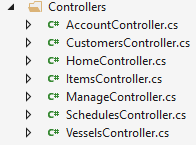 Controllers
C# AccountController.cs
C# CustomersController.cs
C# HomeController.cs
C# ItemsController.cs
C# ManageController.cs
C# SchedulesController.cs
C# VesselsController.cs